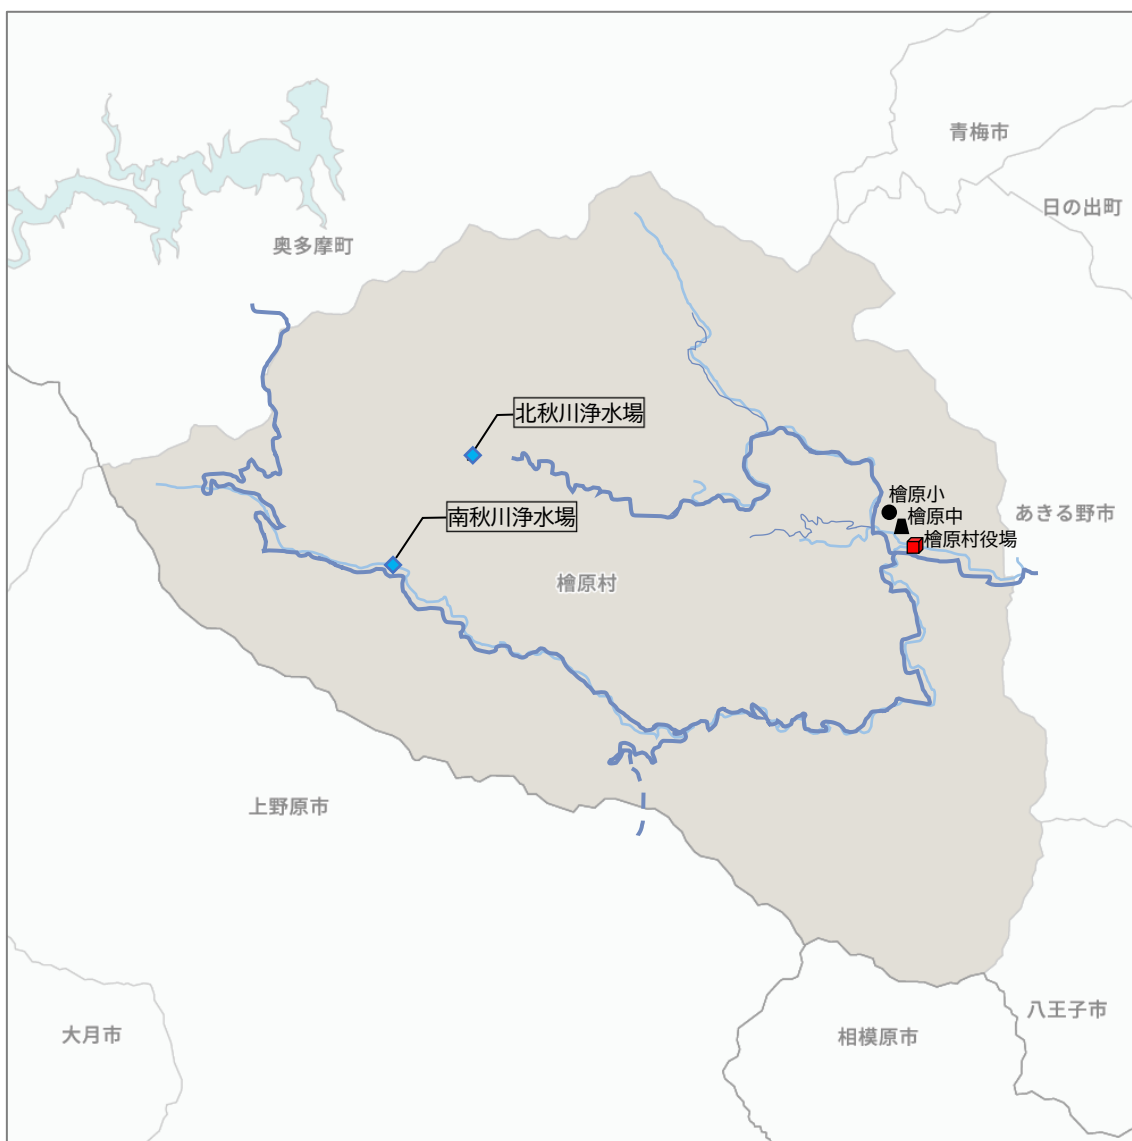 青梅市
日の出町
奥多摩町
北秋川浄水場
檜原小
南秋川浄水場
檜原中
あきる野市
檜原村役場
檜原村
上野原市
八王子市
大月市
相模原市